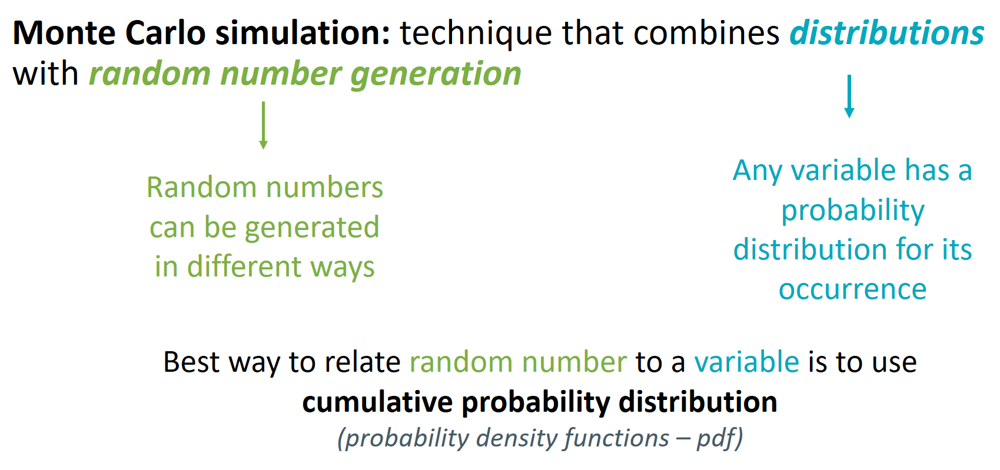 Monte Carlo simulation: technique that combines distributions
with random number generation
Random numbers
can be generated
in different ways
Any variable has a
probability
distribution for its
occurrence
Best way to relate random number to a variable is to use
cumulative probability distribution
(probability density functions – pdf)